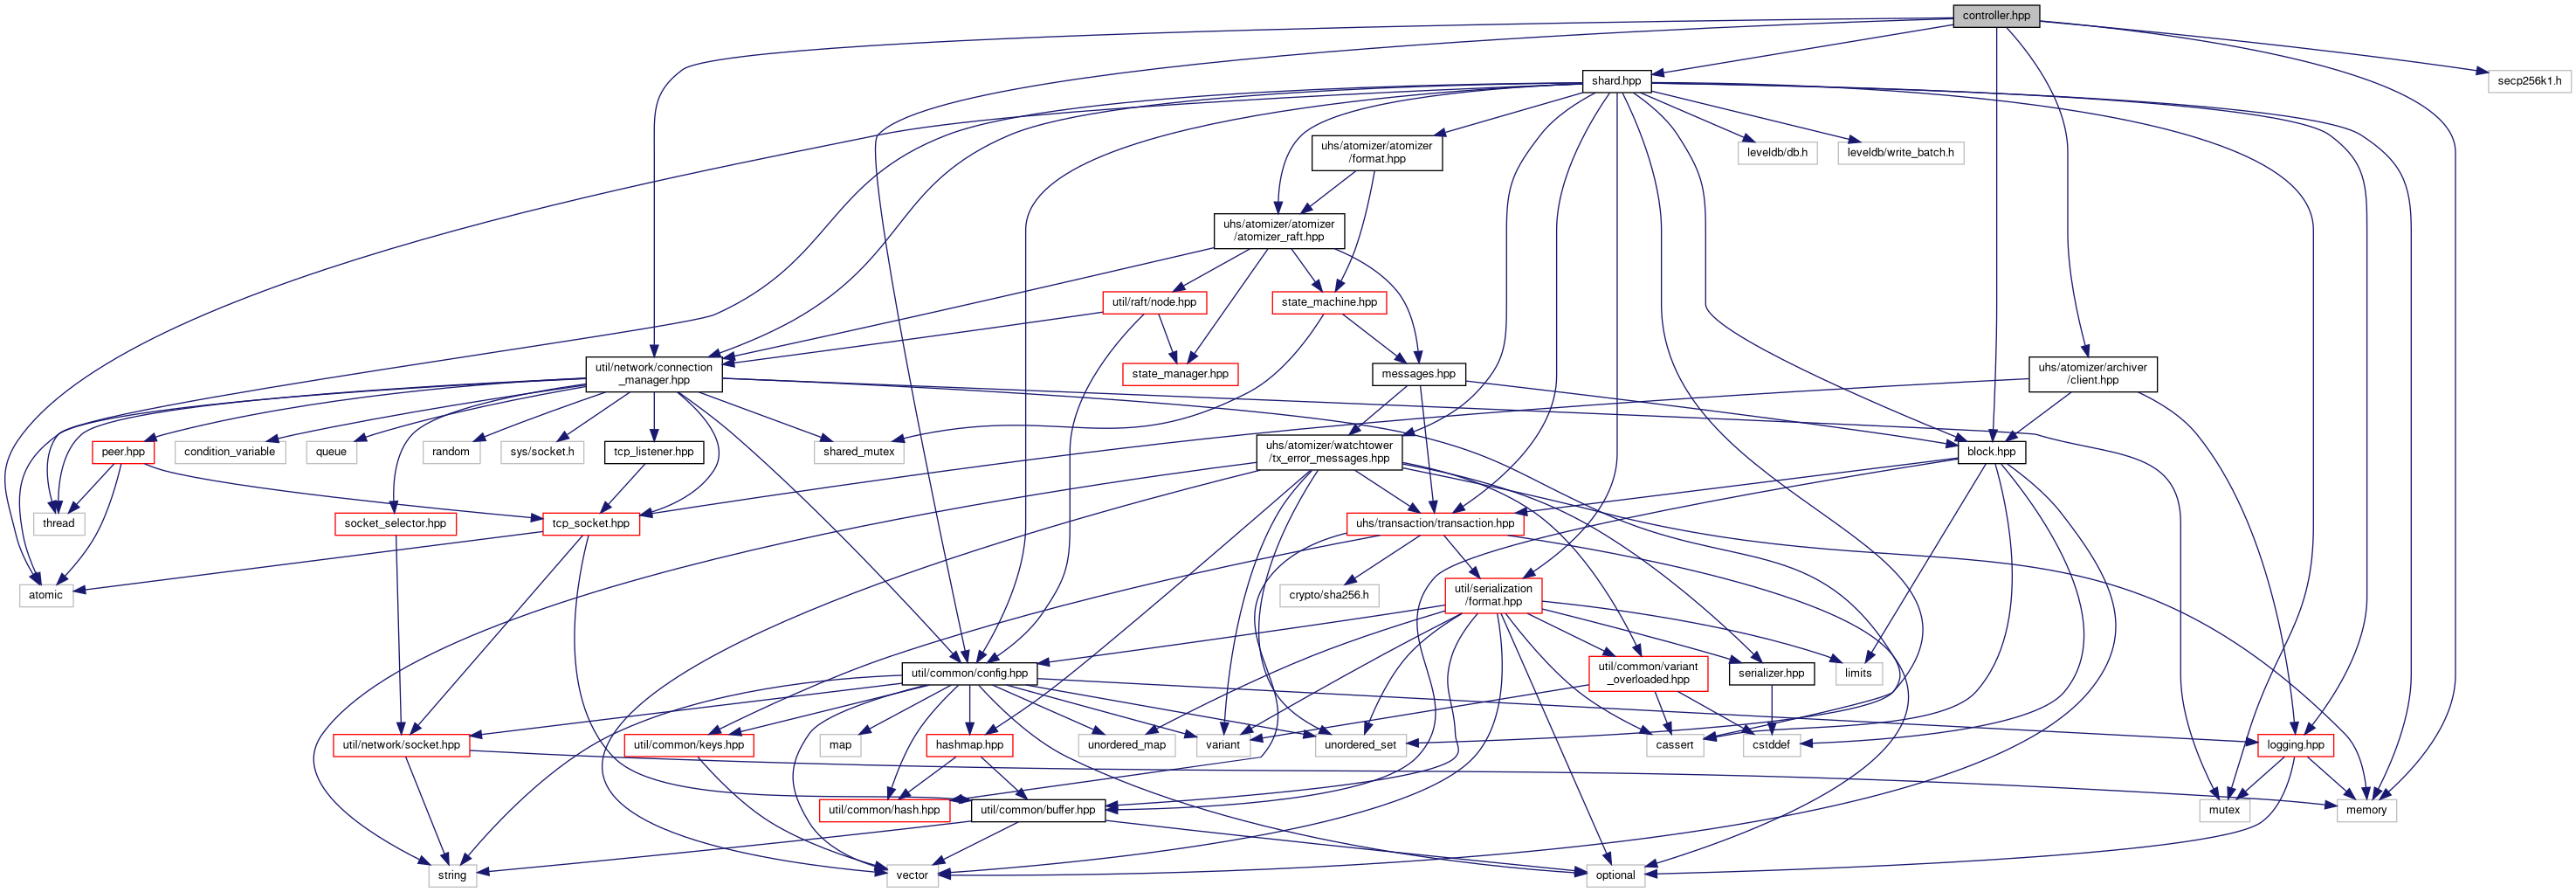 controller.hpp
shard.hpp
secp256k1.h
uhs/atomizer/atomizer
/format.hpp
leveldb/db.h
leveldb/write_batch.h
uhs/atomizer/atomizer
/atomizer_raft.hpp
util/raft/node.hpp
state_machine.hpp
util/network/connection
_manager.hpp
state_manager.hpp
messages.hpp
uhs/atomizer/archiver
/client.hpp
peer.hpp
condition_variable
queue
random
sys/socket.h
tcp_listener.hpp
shared_mutex
uhs/atomizer/watchtower
/tx_error_messages.hpp
block.hpp
thread
socket_selector.hpp
tcp_socket.hpp
uhs/transaction/transaction.hpp
atomic
crypto/sha256.h
util/serialization
/format.hpp
util/common/config.hpp
util/common/variant
_overloaded.hpp
serializer.hpp
limits
util/network/socket.hpp
util/common/keys.hpp
map
hashmap.hpp
unordered_map
variant
unordered_set
cassert
cstddef
logging.hpp
util/common/hash.hpp
util/common/buffer.hpp
mutex
memory
string
vector
optional